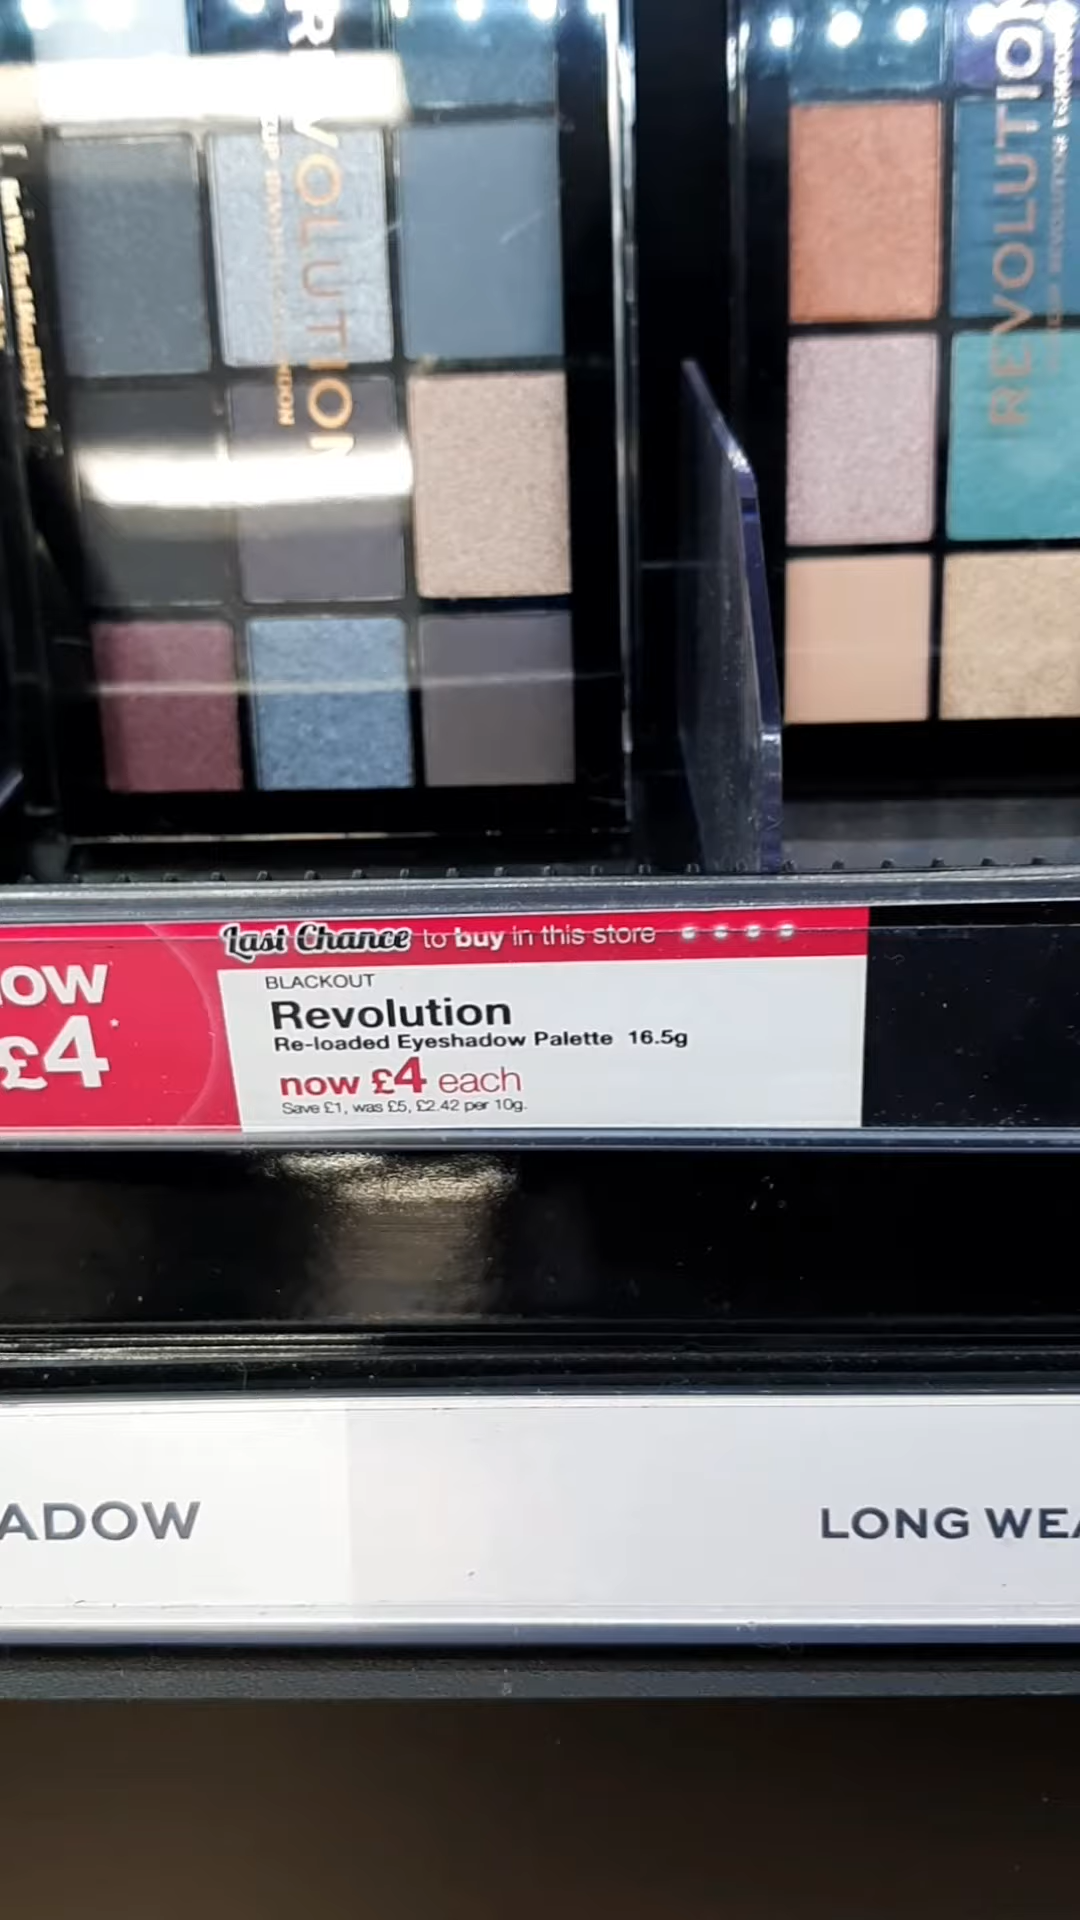 REVOLUTION
REVOLUTION
Last Chance to buy in this store
OW
£4*
BLACKOUT
Revolution
Re-loaded Eyeshadow Palette 16.5g
now £4 each
Save £1, was £5, £2.42 per 10g.
ADOW
LONG WEA